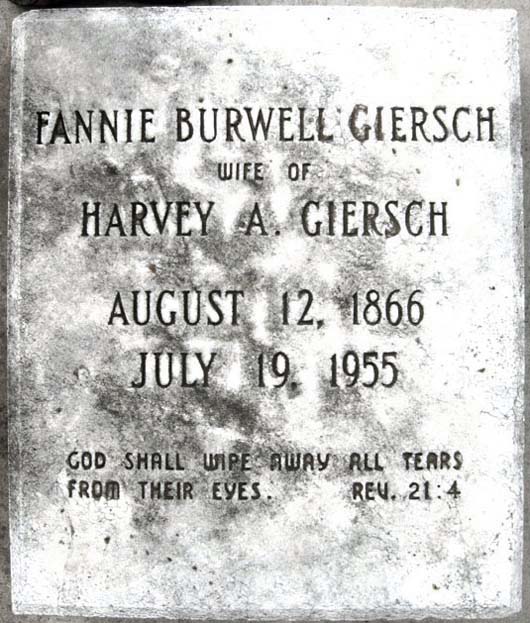 FANNIE BURWELL GIERSCH
WIFE OF
HARVEY A. GIERSCH
AUGUST 12, 1866
JULY 19, 1955
GOD SHALL WIPE AWAY ALL TEARS
FROM THEIR EYES. REV. 21:4